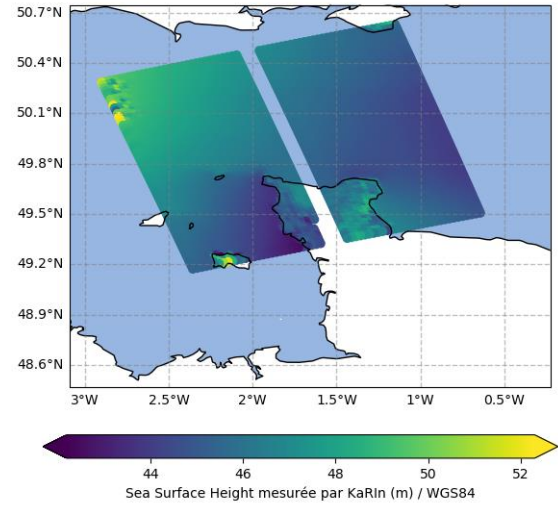 50.7°N
50.4°N
50.1°N
49.8°N
49.5°N
49.2°N
48.9°N
48.6°N
3°W 2.5°W 2°W 1.5°W 1°W 0.5°W
44 46 48 50 52
Sea Surface Height mesurée par KaRIn (m) / WGS84